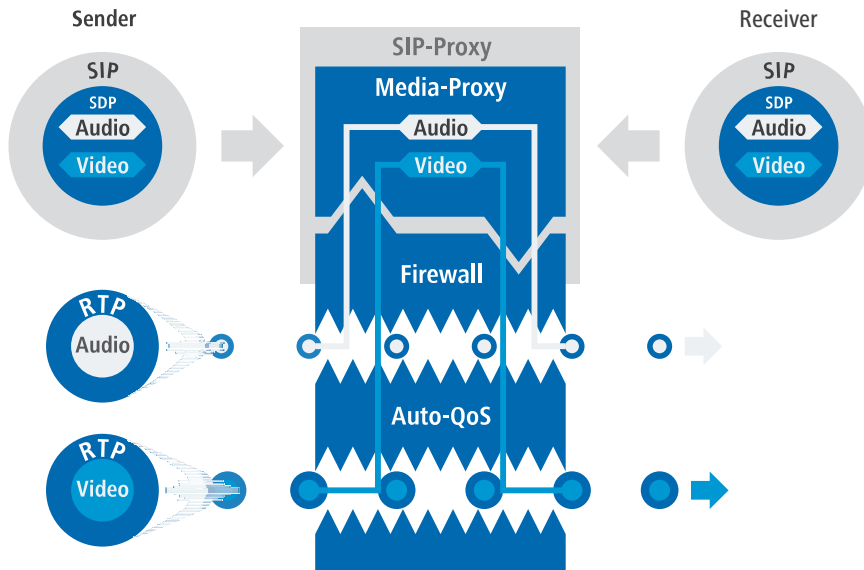 Sender
SIP
SDP
Audio
Video
SIP-Proxy
Media-Proxy
Audio
Video
Firewall
Auto-QoS
Receiver
SIP
SDP
Audio
Video
RTP
Audio
RTP
Video